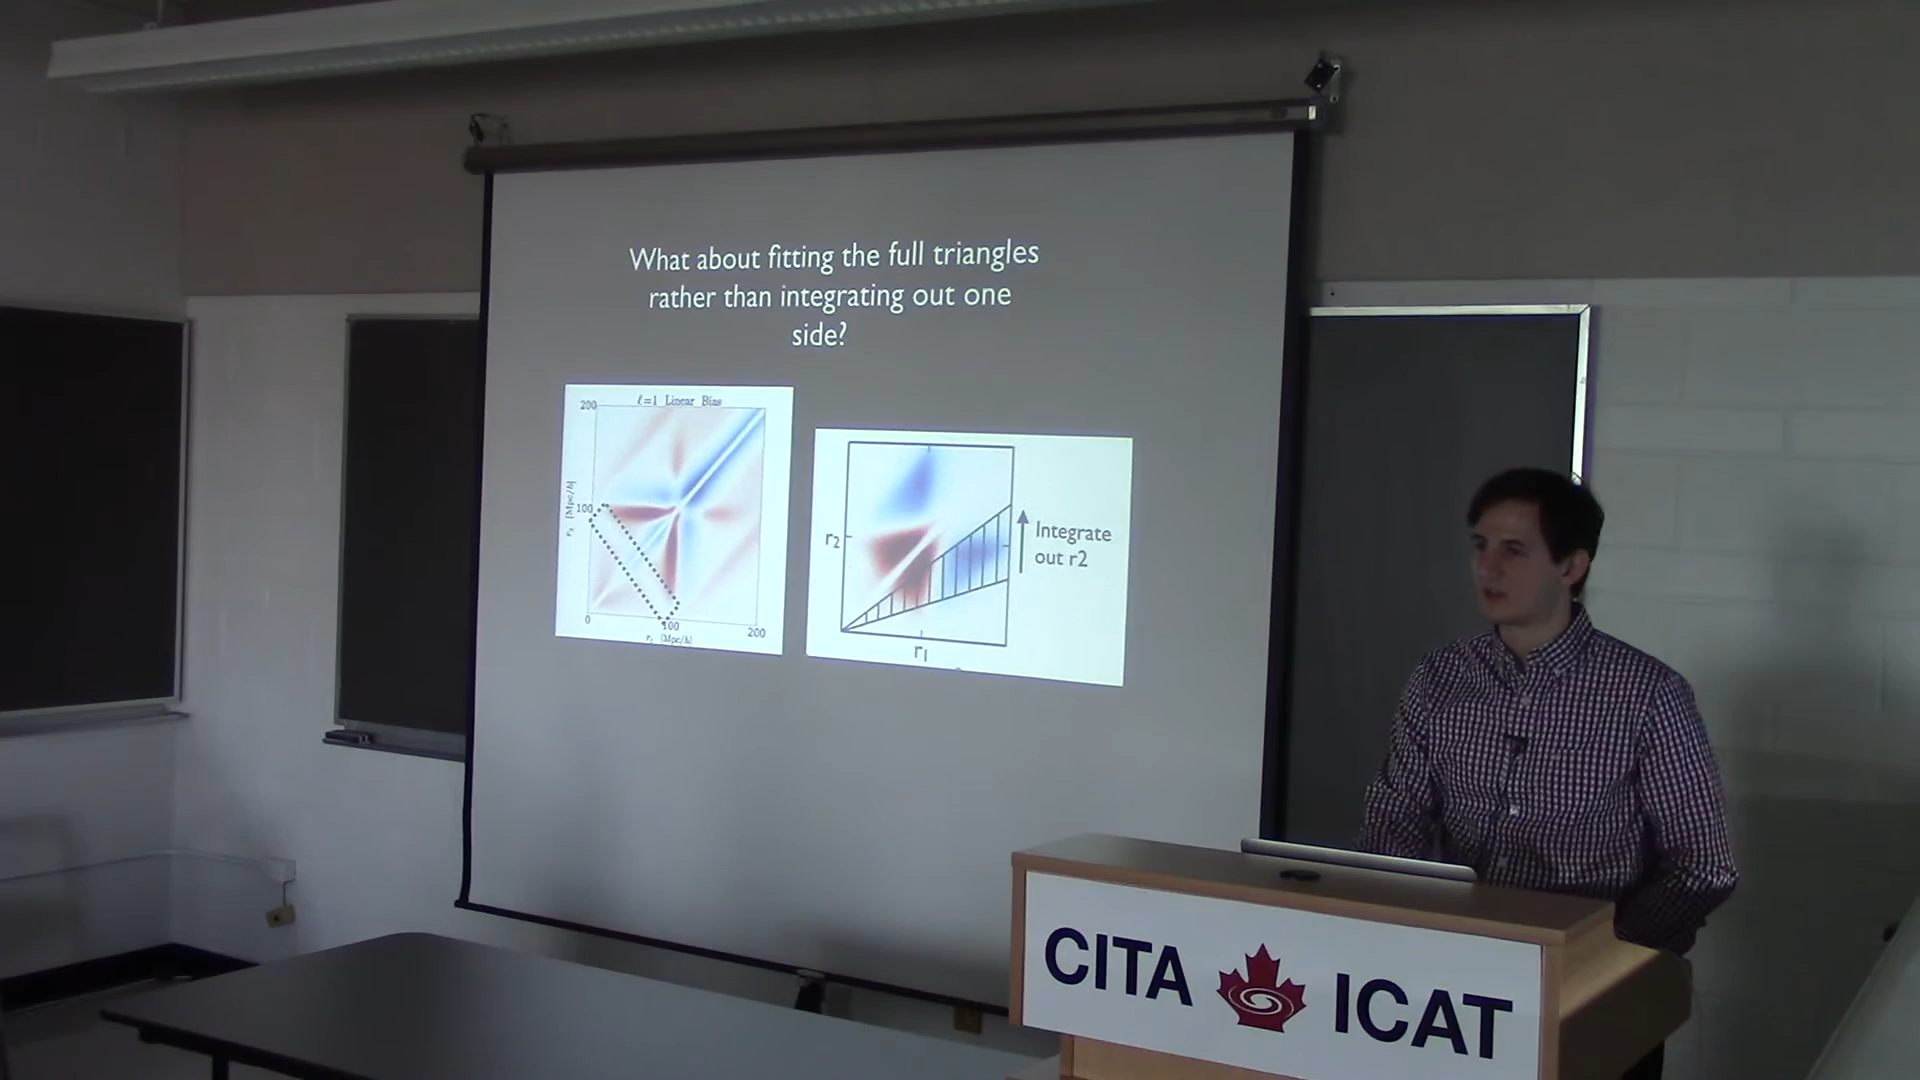 What about fitting the full triangles
rather than integrating out one
side?
ℓ=1 Linear Bias
200
100
0
100
200
r₁ [Mpc/h]
r2
Integrate
out r2
r1
CITA ICAT